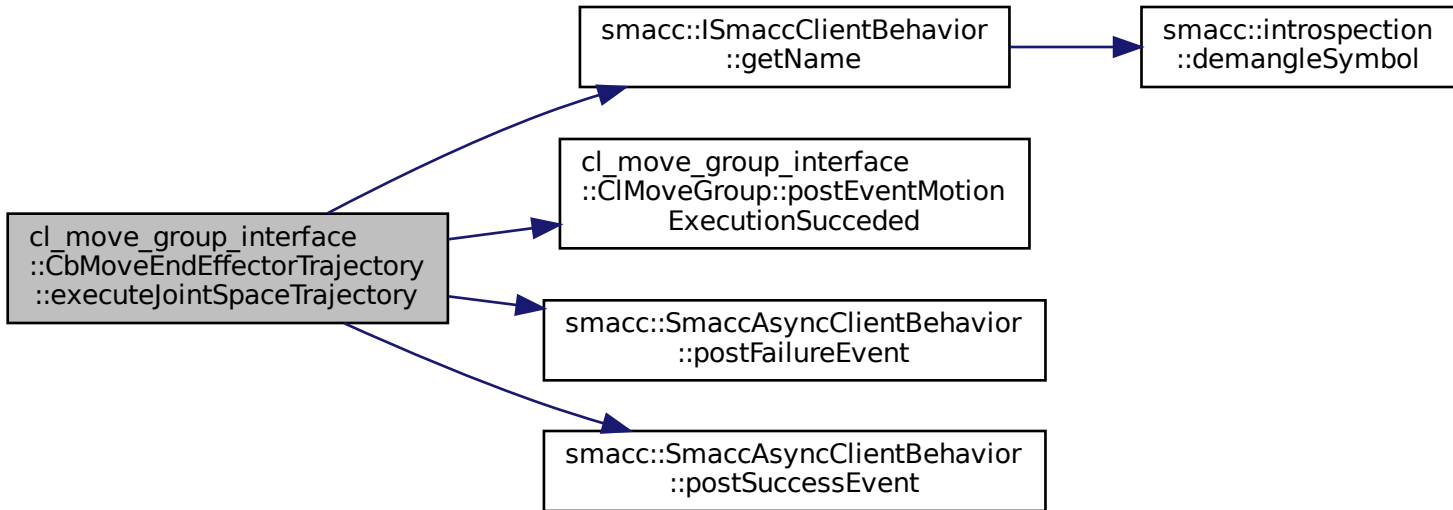 smacc::ISmaccClientBehavior
::getName
smacc::introspection
::demangleSymbol
cl_move_group_interface
::ClMoveGroup::postEventMotion
ExecutionSucceded
cl_move_group_interface
::CbMoveEndEffectorTrajectory
::executeJointSpaceTrajectory
smacc::SmaccAsyncClientBehavior
::postFailureEvent
smacc::SmaccAsyncClientBehavior
::postSuccessEvent